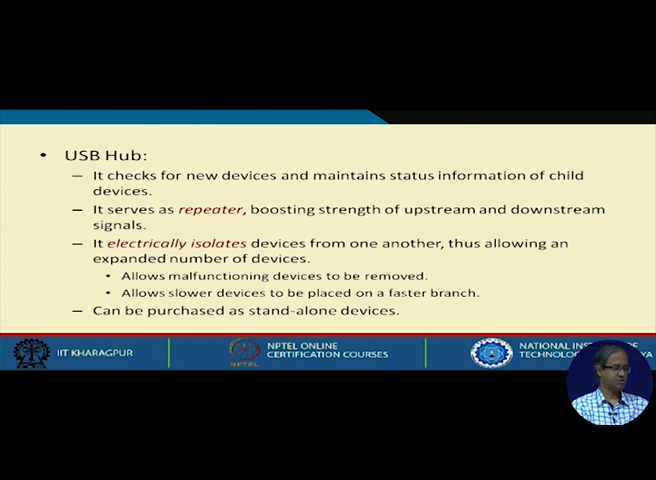 • USB Hub:
– It checks for new devices and maintains status information of child
devices.
– It serves as repeater, boosting strength of upstream and downstream
signals.
– It electrically isolates devices from one another, thus allowing an
expanded number of devices.
• Allows malfunctioning devices to be removed.
• Allows slower devices to be placed on a faster branch.
– Can be purchased as stand-alone devices.
IIT KHARAGPUR
NPTEL
NPTEL ONLINE
CERTIFICATION COURSES
NATIONAL
TECHNOLOG